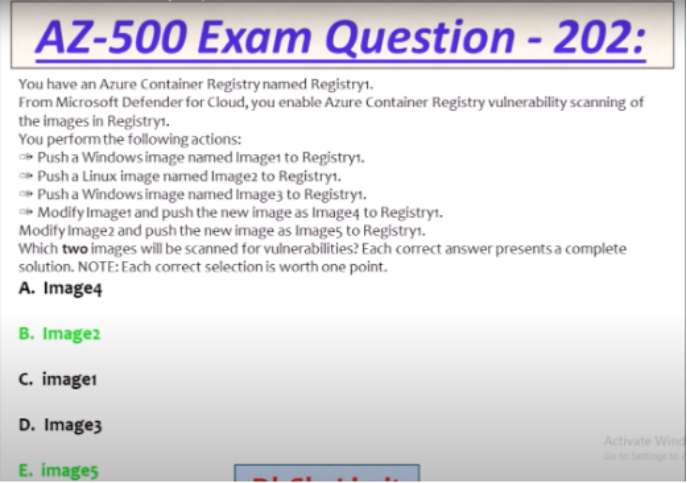 AZ-500 Exam Question - 202:
You have an Azure Container Registry named Registry1.
From Microsoft Defender for Cloud, you enable Azure Container Registry vulnerability scanning of
the images in Registry1.
You perform the following actions:
⇨ Push a Windows image named Image1 to Registry1.
⇨ Push a Linux image named Image2 to Registry1.
⇨ Push a Windows image named Image3 to Registry1.
⇨ Modify Image1 and push the new image as Image4 to Registry1.
Modify Image2 and push the new image as Image5 to Registry1.
Which two images will be scanned for vulnerabilities? Each correct answer presents a complete
solution. NOTE: Each correct selection is worth one point.
A. Image4
B. Image2
C. image1
D. Image3
Activate Wind
Go to Settings to a
E. image5